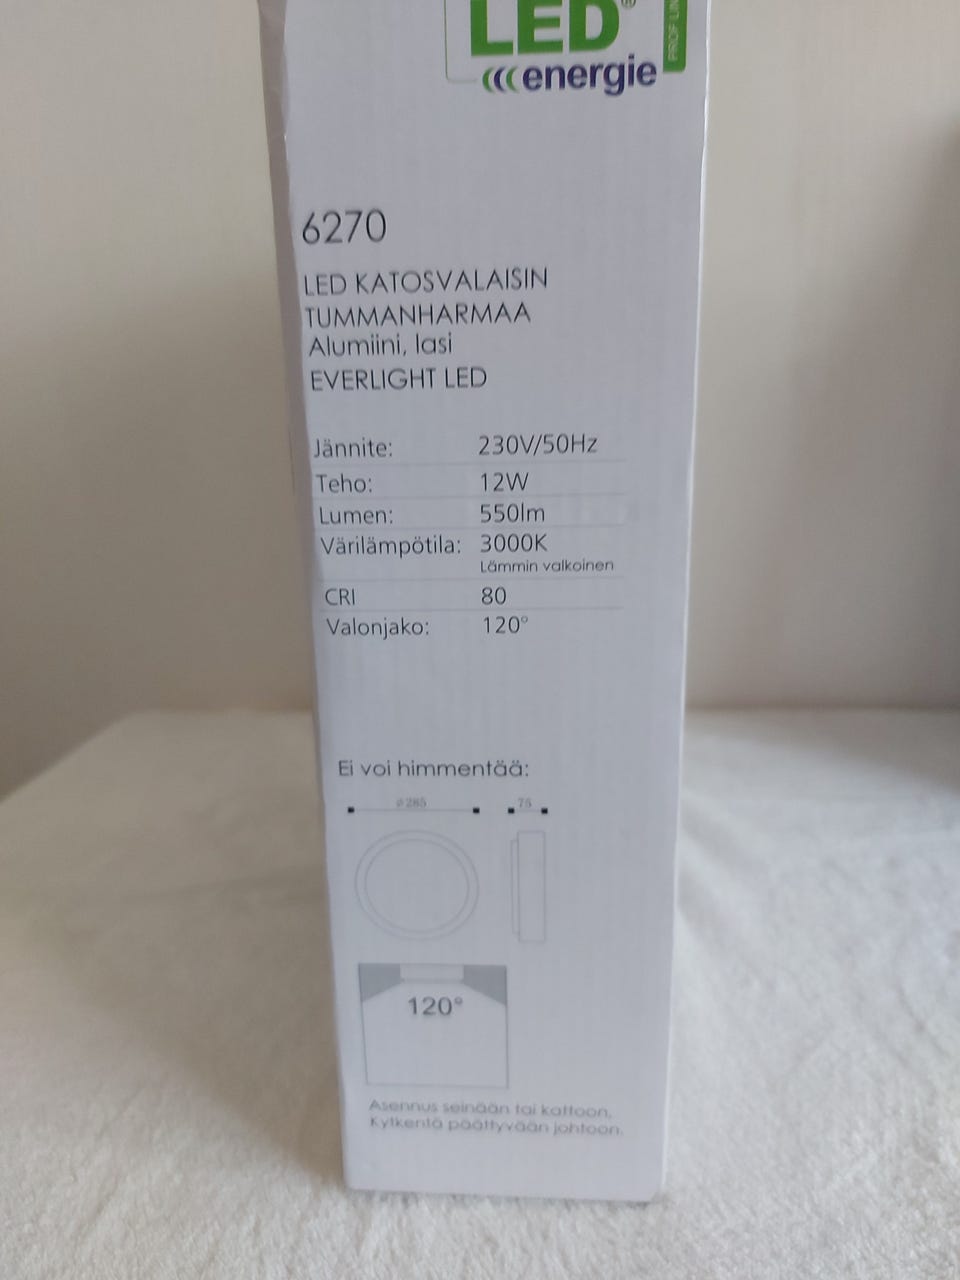 LED®
energie
PROF LIN
6270
LED KATOSVALAISIN
TUMMANHARMAA
Alumiini, lasi
EVERLIGHT LED
Jännite: 230V/50Hz
Teho: 12W
Lumen: 550lm
Värilämpötila: 3000K
Lämmin valkoinen
CRI 80
Valonjako: 120°
Ei voi himmentää:
⌀285 75
120°
Asennus seinään tai kattoon,
Kytkentä päättyvään johtoon.